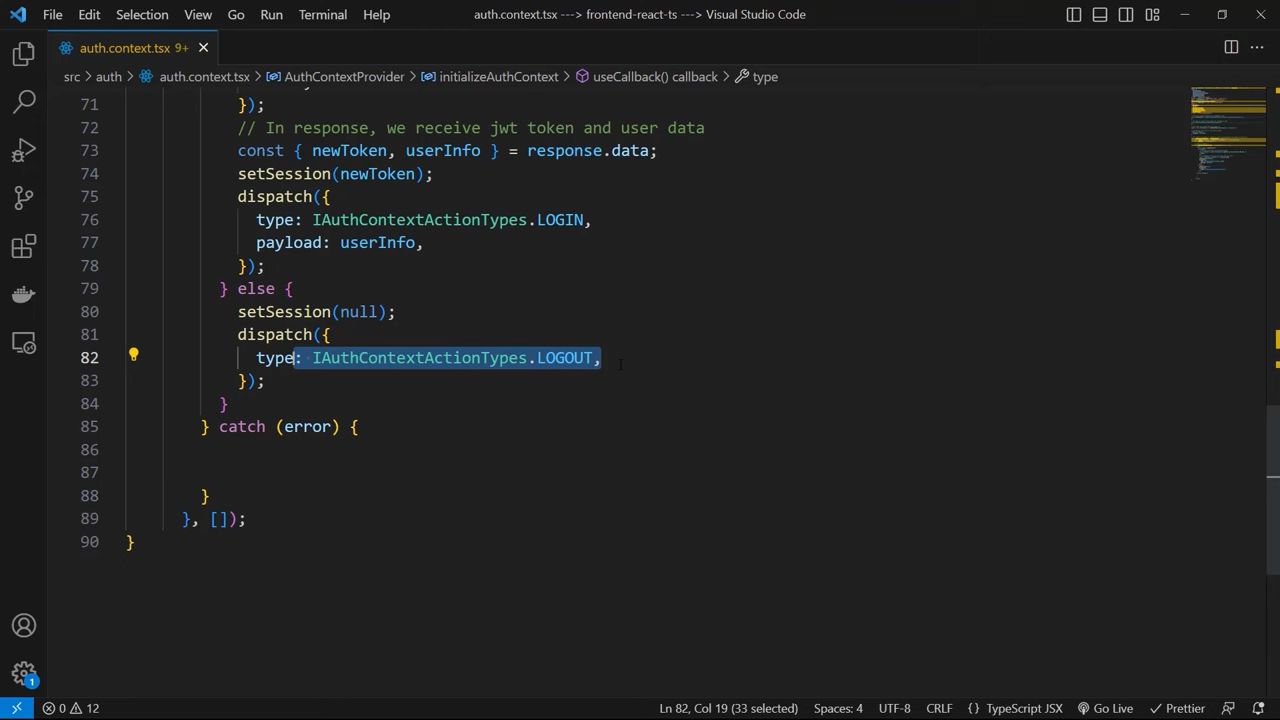 File Edit Selection View Go Run Terminal Help auth.context.tsx ---> frontend-react-ts ---> Visual Studio Code
auth.context.tsx 9+
src > auth > auth.context.tsx > AuthContextProvider > initializeAuthContext > useCallback() callback > type
71 });
72 // In response, we receive jwt token and user data
73 const { newToken, userInfo } = response.data;
74 setSession(newToken);
75 dispatch({
76 type: IAuthContextActionTypes.LOGIN,
77 payload: userInfo,
78 });
79 } else {
80 setSession(null);
81 dispatch({
82 type: IAuthContextActionTypes.LOGOUT,
83 });
84 }
85 } catch (error) {
86
87
88 }
89 }, []);
90 }
1
0 12 Ln 82, Col 19 (33 selected) Spaces: 4 UTF-8 CRLF {} TypeScript JSX Go Live Prettier